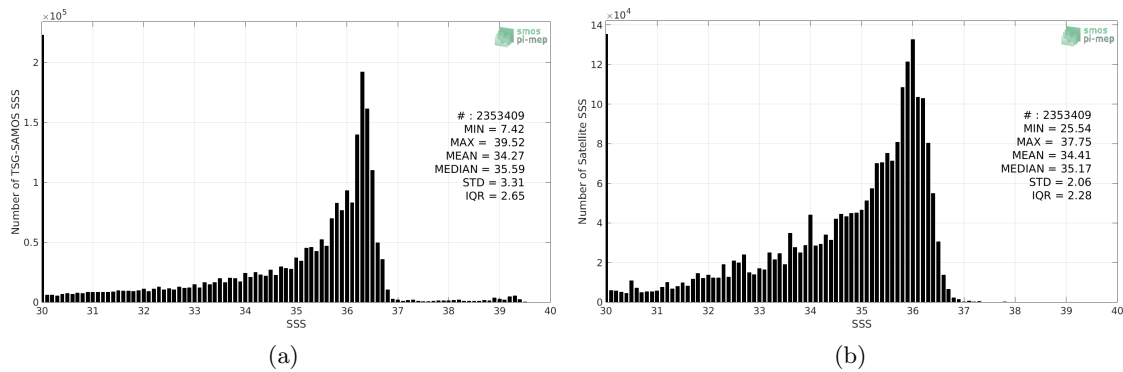 ×10⁵
smos
pi-mep
2
1.5
1
0.5
0
Number of TSG-SAMOS SSS
# : 2353409
MIN = 7.42
MAX = 39.52
MEAN = 34.27
MEDIAN = 35.59
STD = 3.31
IQR = 2.65
30 31 32 33 34 35 36 37 38 39 40
SSS
(a)
×10⁴
smos
pi-mep
14
12
10
8
6
4
2
0
Number of Satellite SSS
# : 2353409
MIN = 25.54
MAX = 37.75
MEAN = 34.41
MEDIAN = 35.17
STD = 2.06
IQR = 2.28
30 31 32 33 34 35 36 37 38 39 40
SSS
(b)